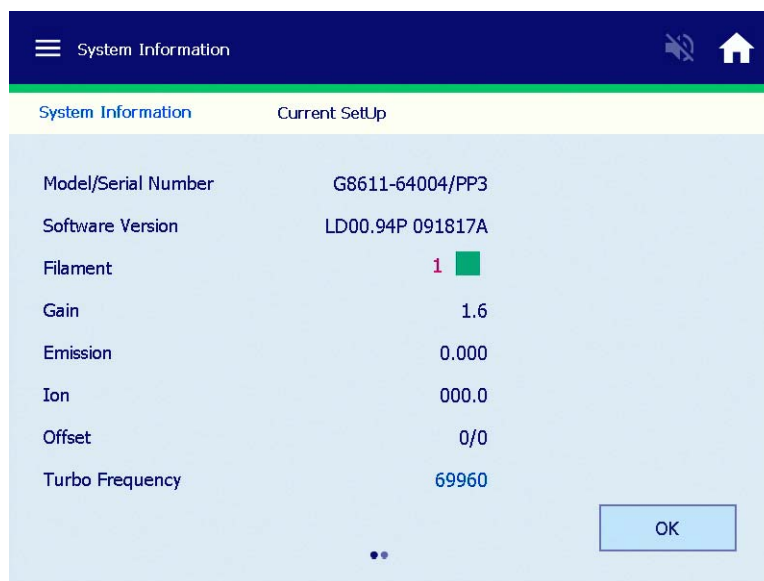 System Information
System Information Current SetUp
Model/Serial Number G8611-64004/PP3
Software Version LD00.94P 091817A
Filament 1
Gain 1.6
Emission 0.000
Ion 000.0
Offset 0/0
Turbo Frequency 69960
OK